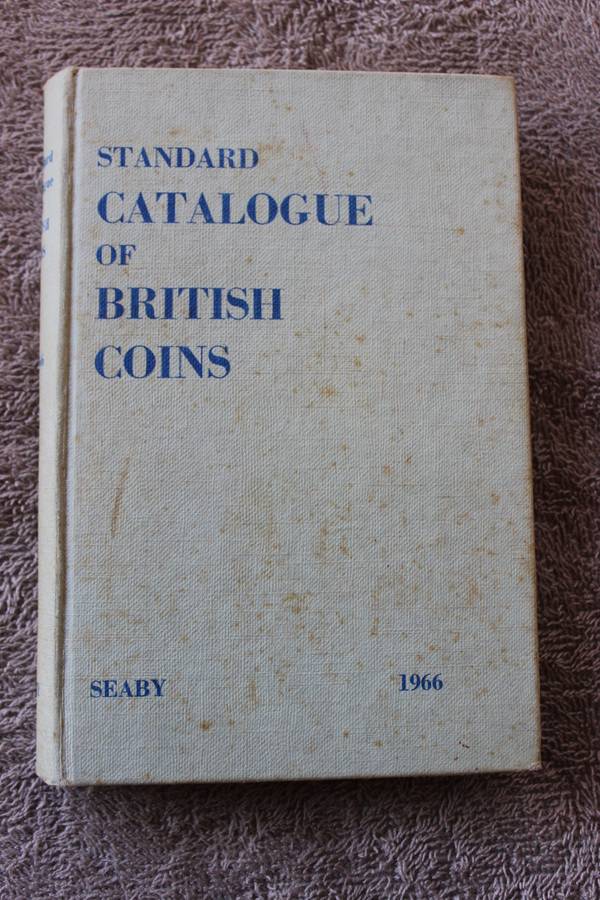 STANDARD
CATALOGUE
OF
BRITISH
COINS
SEABY 1966